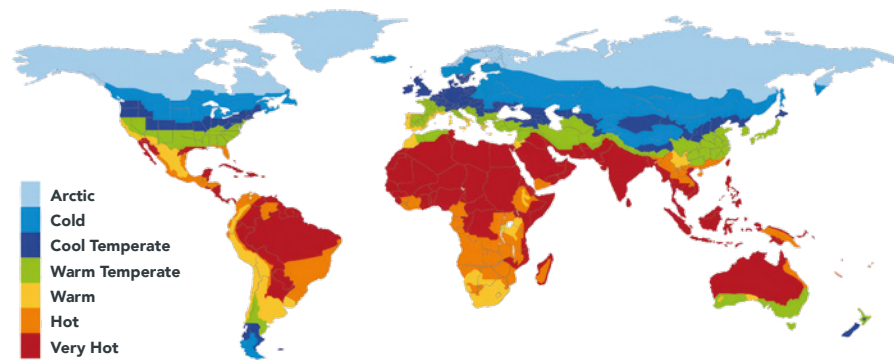 Arctic
Cold
Cool Temperate
Warm Temperate
Warm
Hot
Very Hot